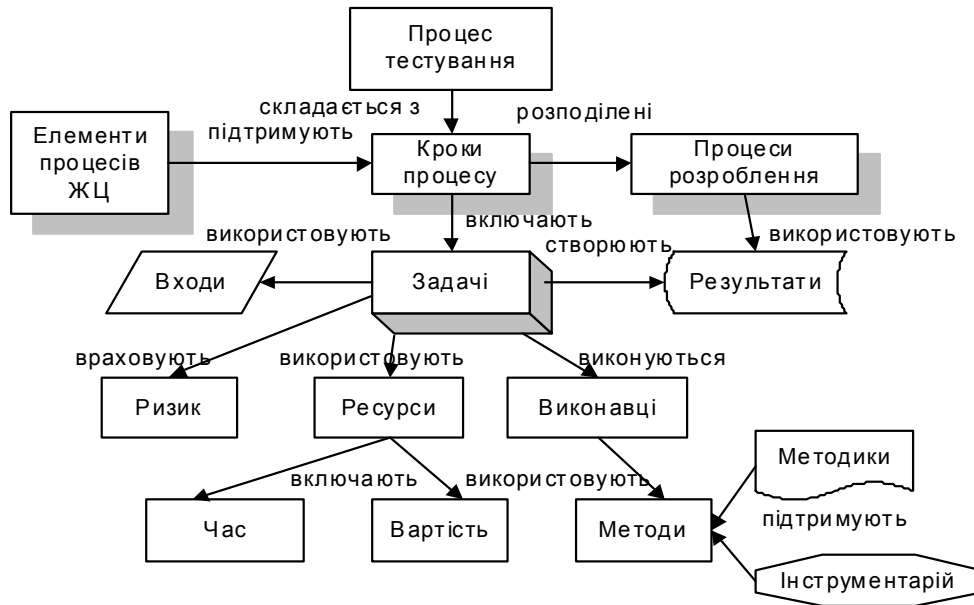 Процес
тестування
складається з
підтримують
розподілені
Елементи
процесів
ЖЦ
Кроки
процесу
Процеси
розроблення
включають
використовують
створюють
використовують
Входи
Задачі
Результати
враховують
використовують
виконуються
Ризик
Ресурси
Виконавці
Методики
включають
використовують
підтримують
Час
Вартість
Методи
Інструментарій